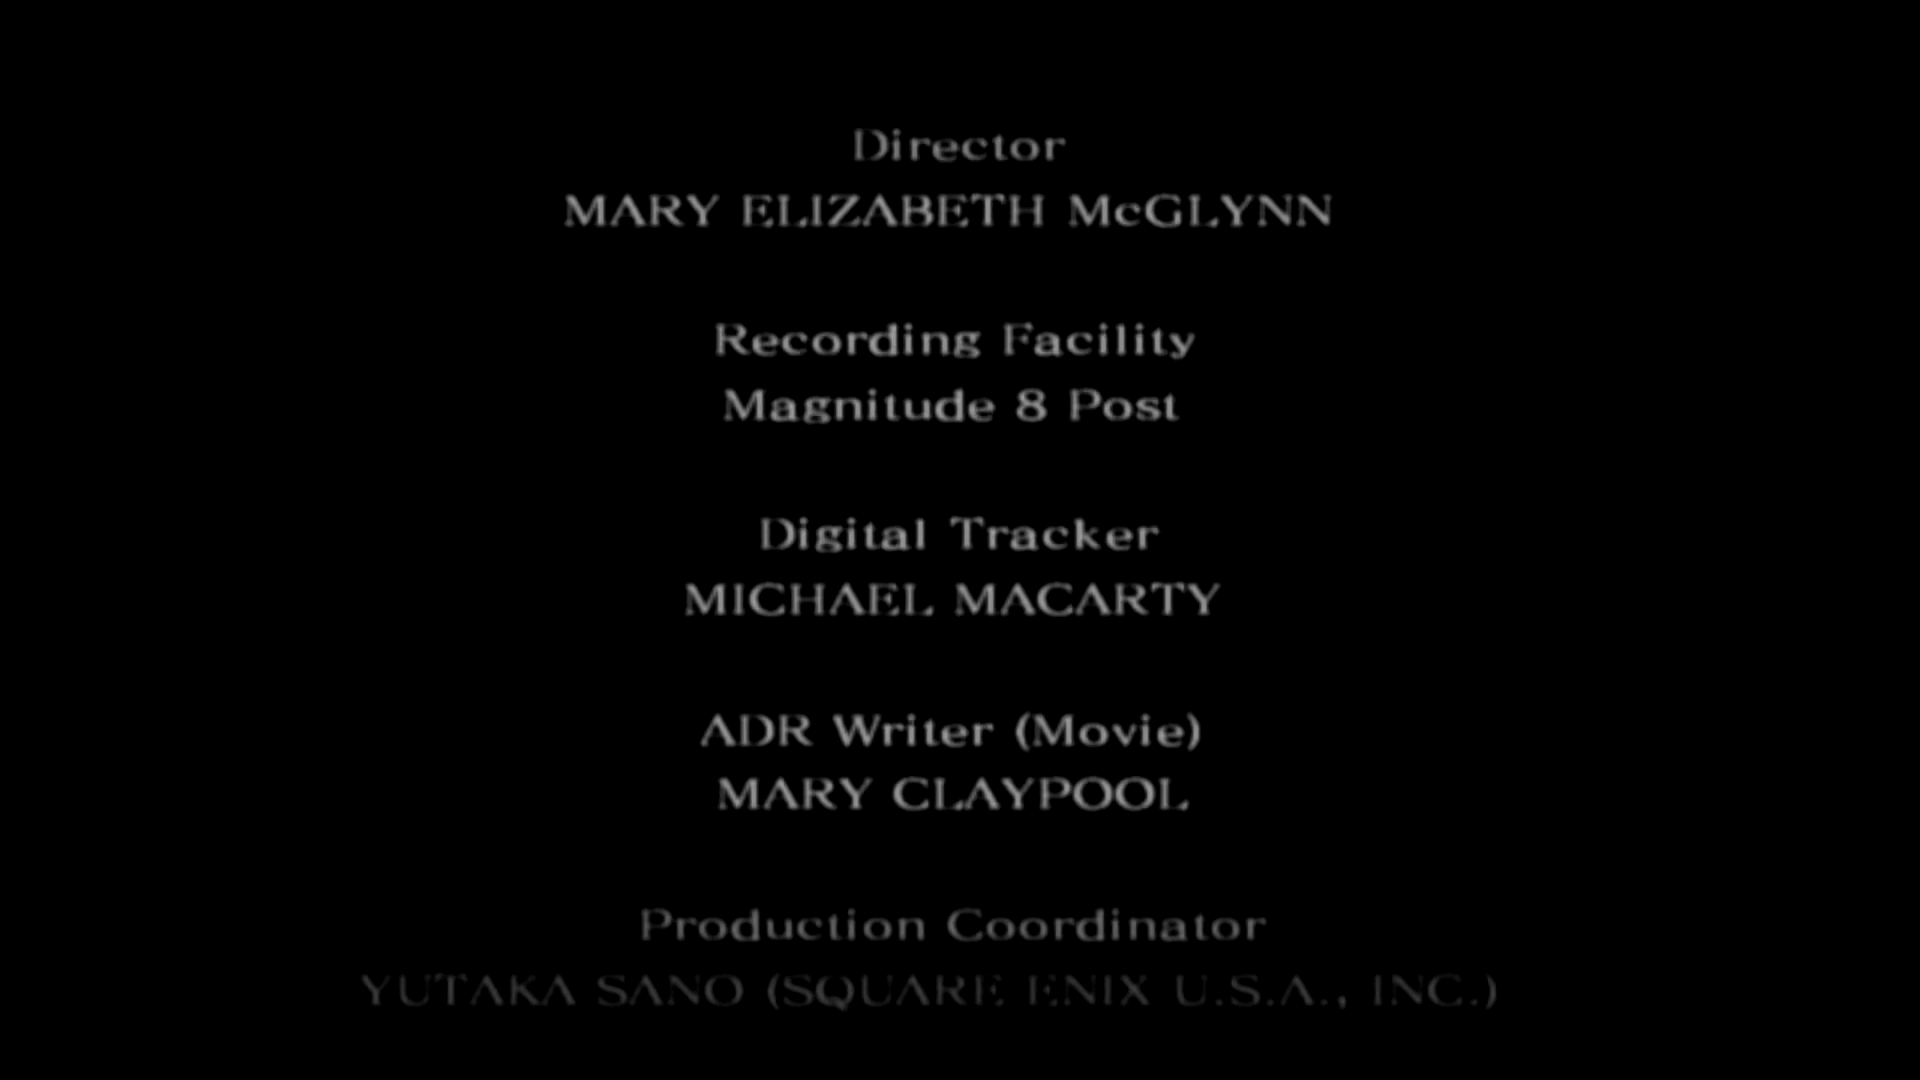 Director
MARY ELIZABETH McGLYNN
Recording Facility
Magnitude 8 Post
Digital Tracker
MICHAEL MACARTY
ADR Writer (Movie)
MARY CLAYPOOL
Production Coordinator
YUTAKA SANO (SQUARE ENIX U.S.A., INC.)